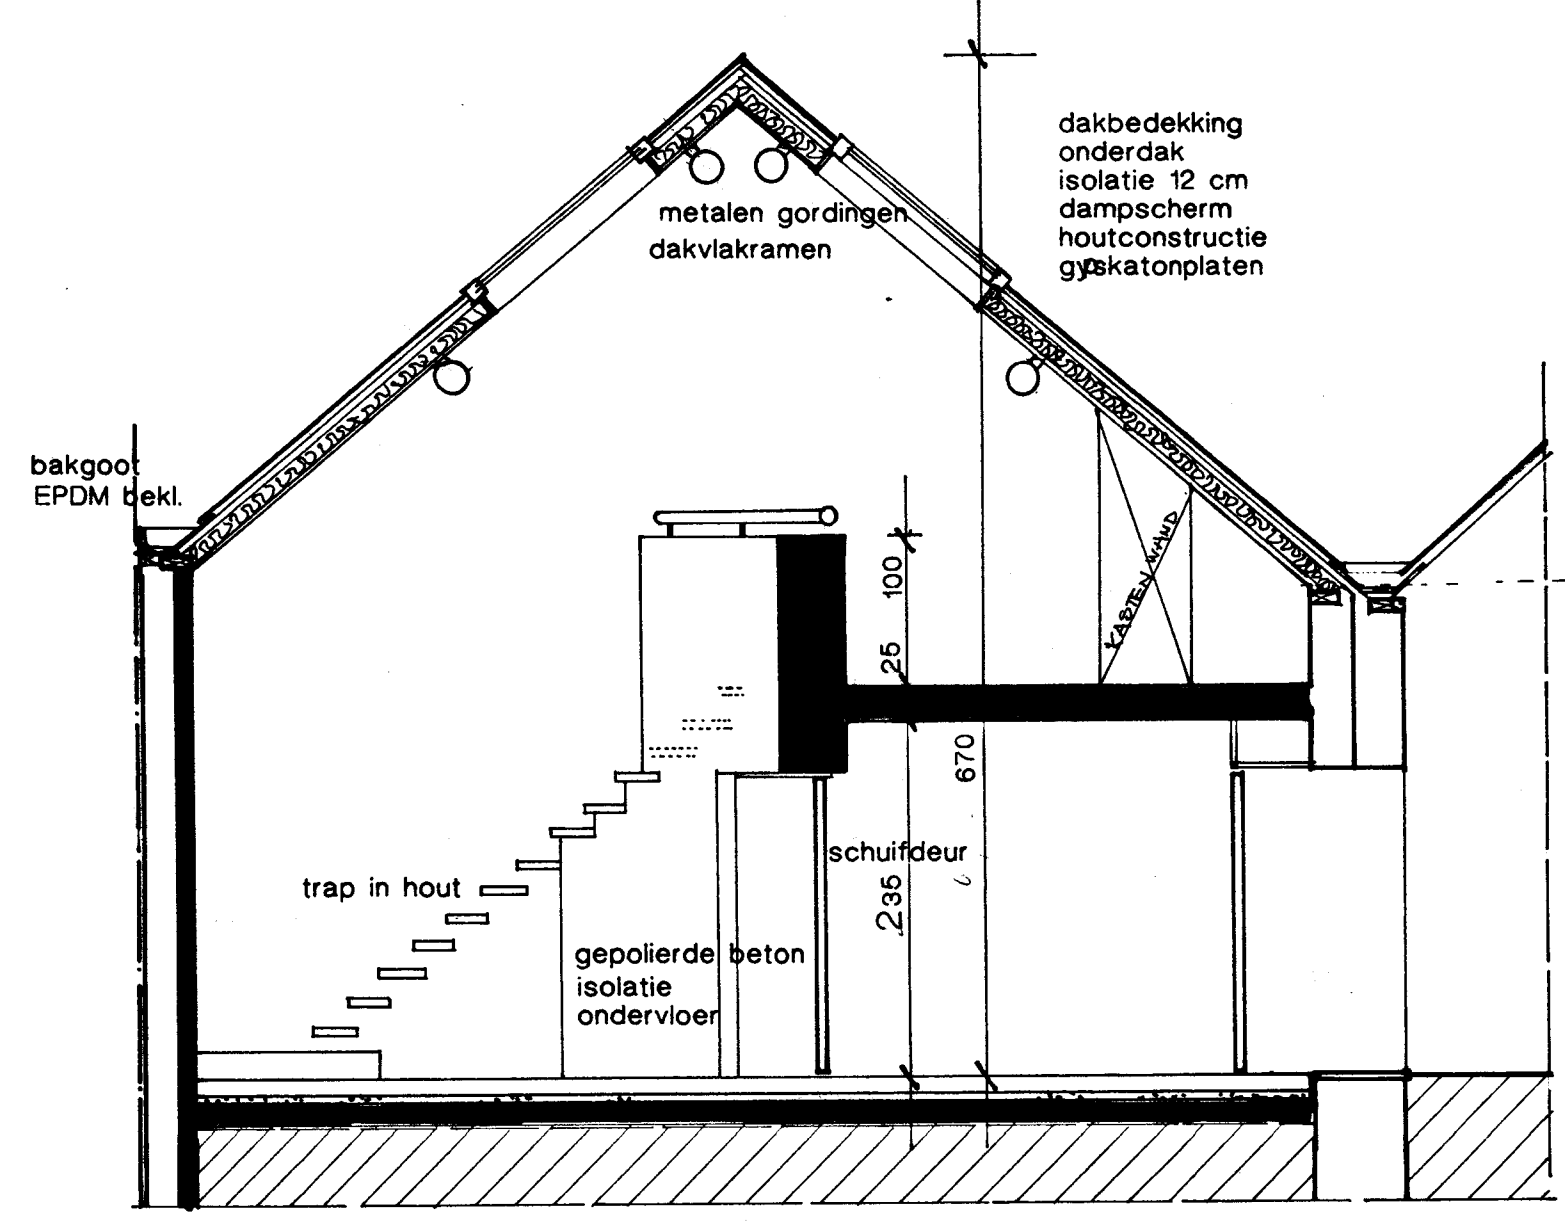 dakbedekking
onderdak
isolatie 12 cm
dampscherm
houtconstructie
gypskatonplaten
metalen gordingen
dakvlakramen
bakgoot
EPDM bekl.
KASTENWAND
100
25
670
schuifdeur
235
trap in hout
gepolierde beton
isolatie
ondervloer